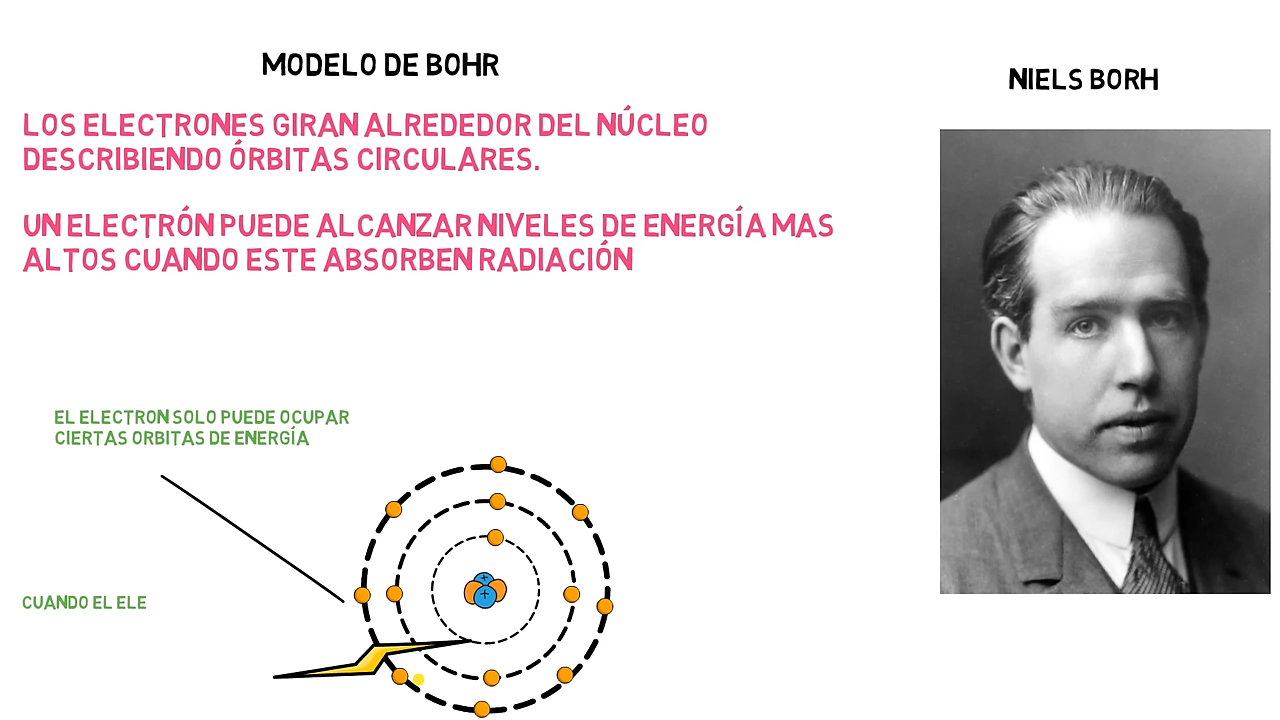 MODELO DE BOHR
NIELS BORH
LOS ELECTRONES GIRAN ALREDEDOR DEL NÚCLEO
DESCRIBIENDO ÓRBITAS CIRCULARES.
UN ELECTRÓN PUEDE ALCANZAR NIVELES DE ENERGÍA MAS
ALTOS CUANDO ESTE ABSORBEN RADIACIÓN
EL ELECTRON SOLO PUEDE OCUPAR
CIERTAS ORBITAS DE ENERGÍA
+
+
CUANDO EL ELE